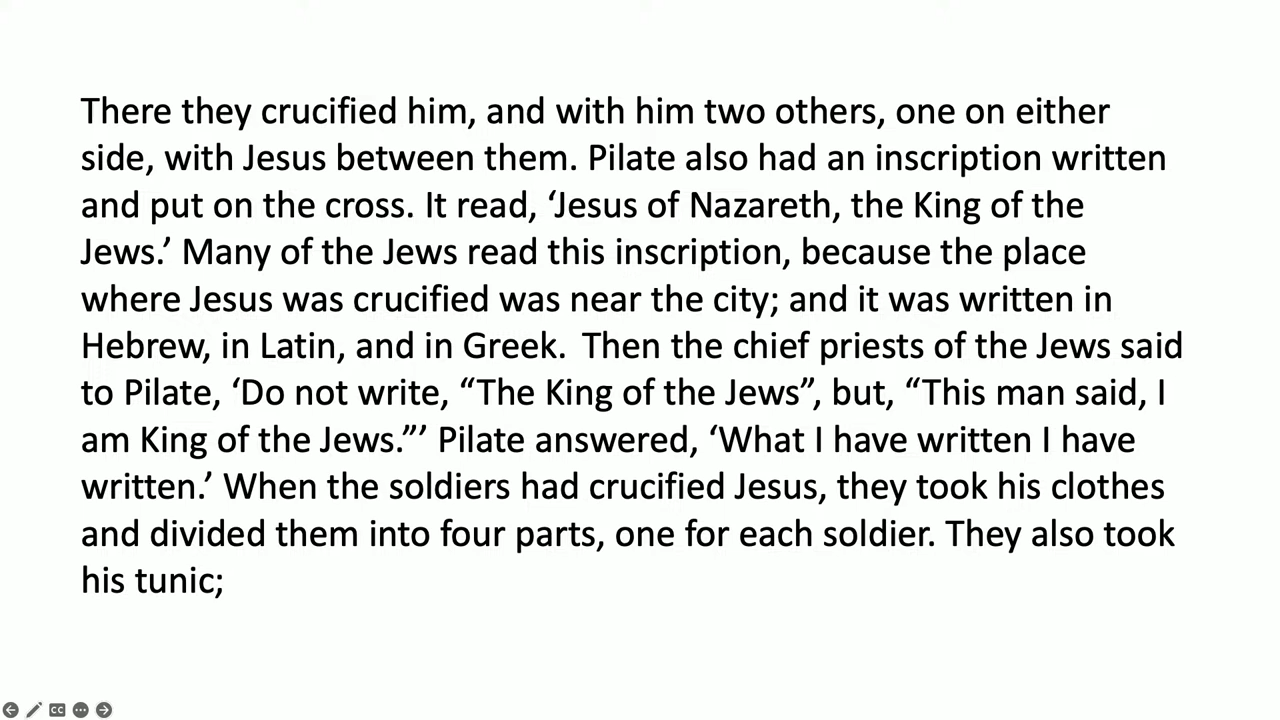 There they crucified him, and with him two others, one on either
side, with Jesus between them. Pilate also had an inscription written
and put on the cross. It read, ‘Jesus of Nazareth, the King of the
Jews.’ Many of the Jews read this inscription, because the place
where Jesus was crucified was near the city; and it was written in
Hebrew, in Latin, and in Greek.  Then the chief priests of the Jews said
to Pilate, ‘Do not write, “The King of the Jews”, but, “This man said, I
am King of the Jews.”’ Pilate answered, ‘What I have written I have
written.’ When the soldiers had crucified Jesus, they took his clothes
and divided them into four parts, one for each soldier. They also took
his tunic;
CC